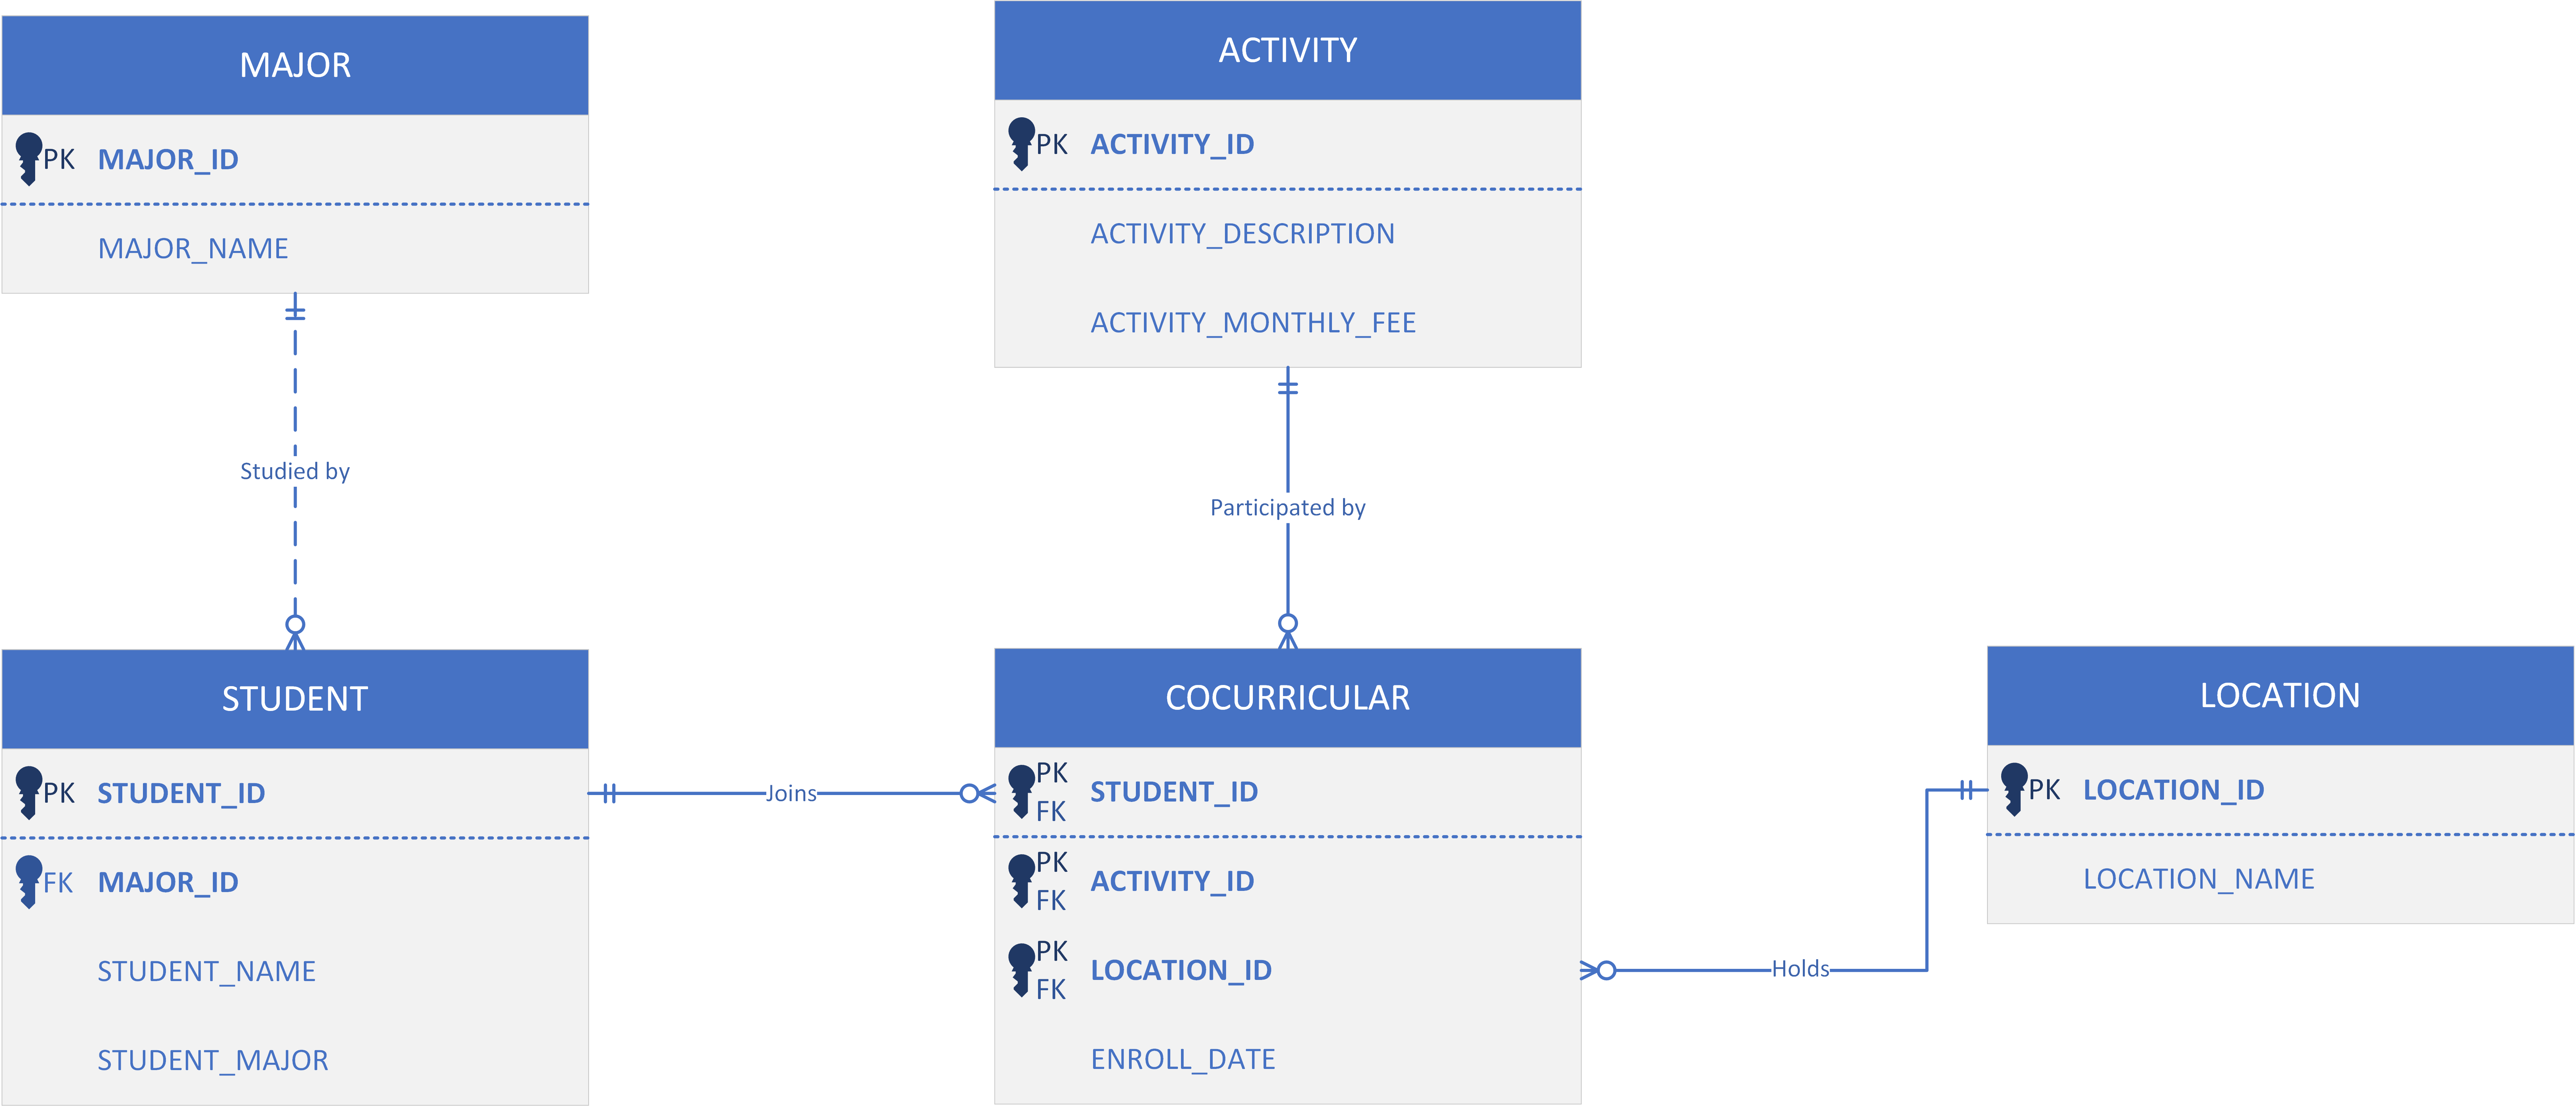 MAJOR
PK MAJOR_ID
MAJOR_NAME
ACTIVITY
PK ACTIVITY_ID
ACTIVITY_DESCRIPTION
ACTIVITY_MONTHLY_FEE
Studied by
Participated by
STUDENT
PK STUDENT_ID
FK MAJOR_ID
STUDENT_NAME
STUDENT_MAJOR
Joins
COCURRICULAR
PK
FK
STUDENT_ID
PK
FK
ACTIVITY_ID
PK
FK
LOCATION_ID
ENROLL_DATE
Holds
LOCATION
PK LOCATION_ID
LOCATION_NAME